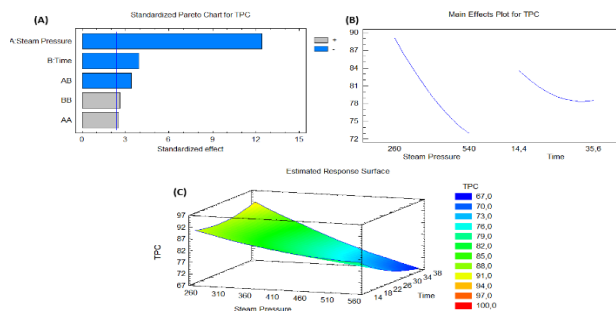 (A)
Standardized Pareto Chart for TPC
A:Steam Pressure
B:Time
AB
BB
AA
0 3 6 9 12 15
Standardized effect
+
-
(B)
Main Effects Plot for TPC
TPC
90
87
84
81
78
75
72
260 540 14,4 35,6
Steam Pressure Time
Estimated Response Surface
(C)
TPC
97
92
87
82
77
72
67
260 310 360 410 460 510 560
Steam Pressure
14 18 22 26 30 34 38
Time
TPC
67,0
70,0
73,0
76,0
79,0
82,0
85,0
88,0
91,0
94,0
97,0
100,0